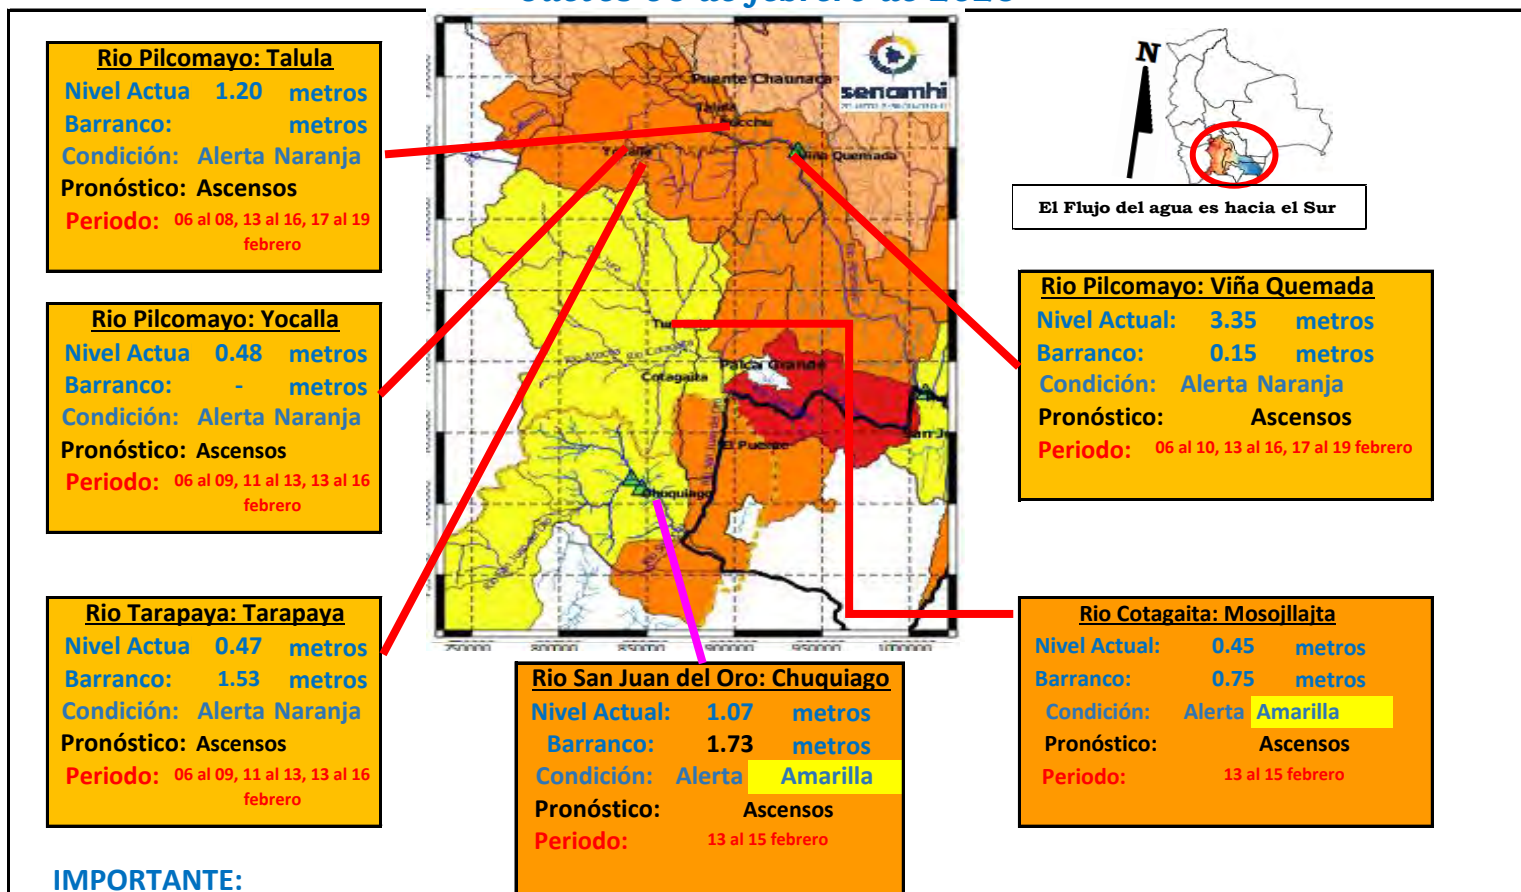 Rio Pilcomayo: Talula
Nivel Actua 1.20 metros
Barranco: metros
Condición: Alerta Naranja
Pronóstico: Ascensos
Periodo: 06 al 08, 13 al 16, 17 al 19
febrero
Rio Pilcomayo: Yocalla
Nivel Actua 0.48 metros
Barranco: - metros
Condición: Alerta Naranja
Pronóstico: Ascensos
Periodo: 06 al 09, 11 al 13, 13 al 16
febrero
Rio Tarapaya: Tarapaya
Nivel Actua 0.47 metros
Barranco: 1.53 metros
Condición: Alerta Naranja
Pronóstico: Ascensos
Periodo: 06 al 09, 11 al 13, 13 al 16
febrero
IMPORTANTE:
Puente Chaunaca
senamhi
Talula
Viña Quemada
Palca Grande
Cotagaita
El Puente
Chuquiago
750000 800000 850000 900000 950000 1000000
Rio San Juan del Oro: Chuquiago
Nivel Actual: 1.07 metros
Barranco: 1.73 metros
Condición: Alerta Amarilla
Pronóstico: Ascensos
Periodo: 13 al 15 febrero
N
El Flujo del agua es hacia el Sur
Rio Pilcomayo: Viña Quemada
Nivel Actual: 3.35 metros
Barranco: 0.15 metros
Condición: Alerta Naranja
Pronóstico: Ascensos
Periodo: 06 al 10, 13 al 16, 17 al 19 febrero
Rio Cotagaita: Mosojllajta
Nivel Actual: 0.45 metros
Barranco: 0.75 metros
Condición: Alerta Amarilla
Pronóstico: Ascensos
Periodo: 13 al 15 febrero